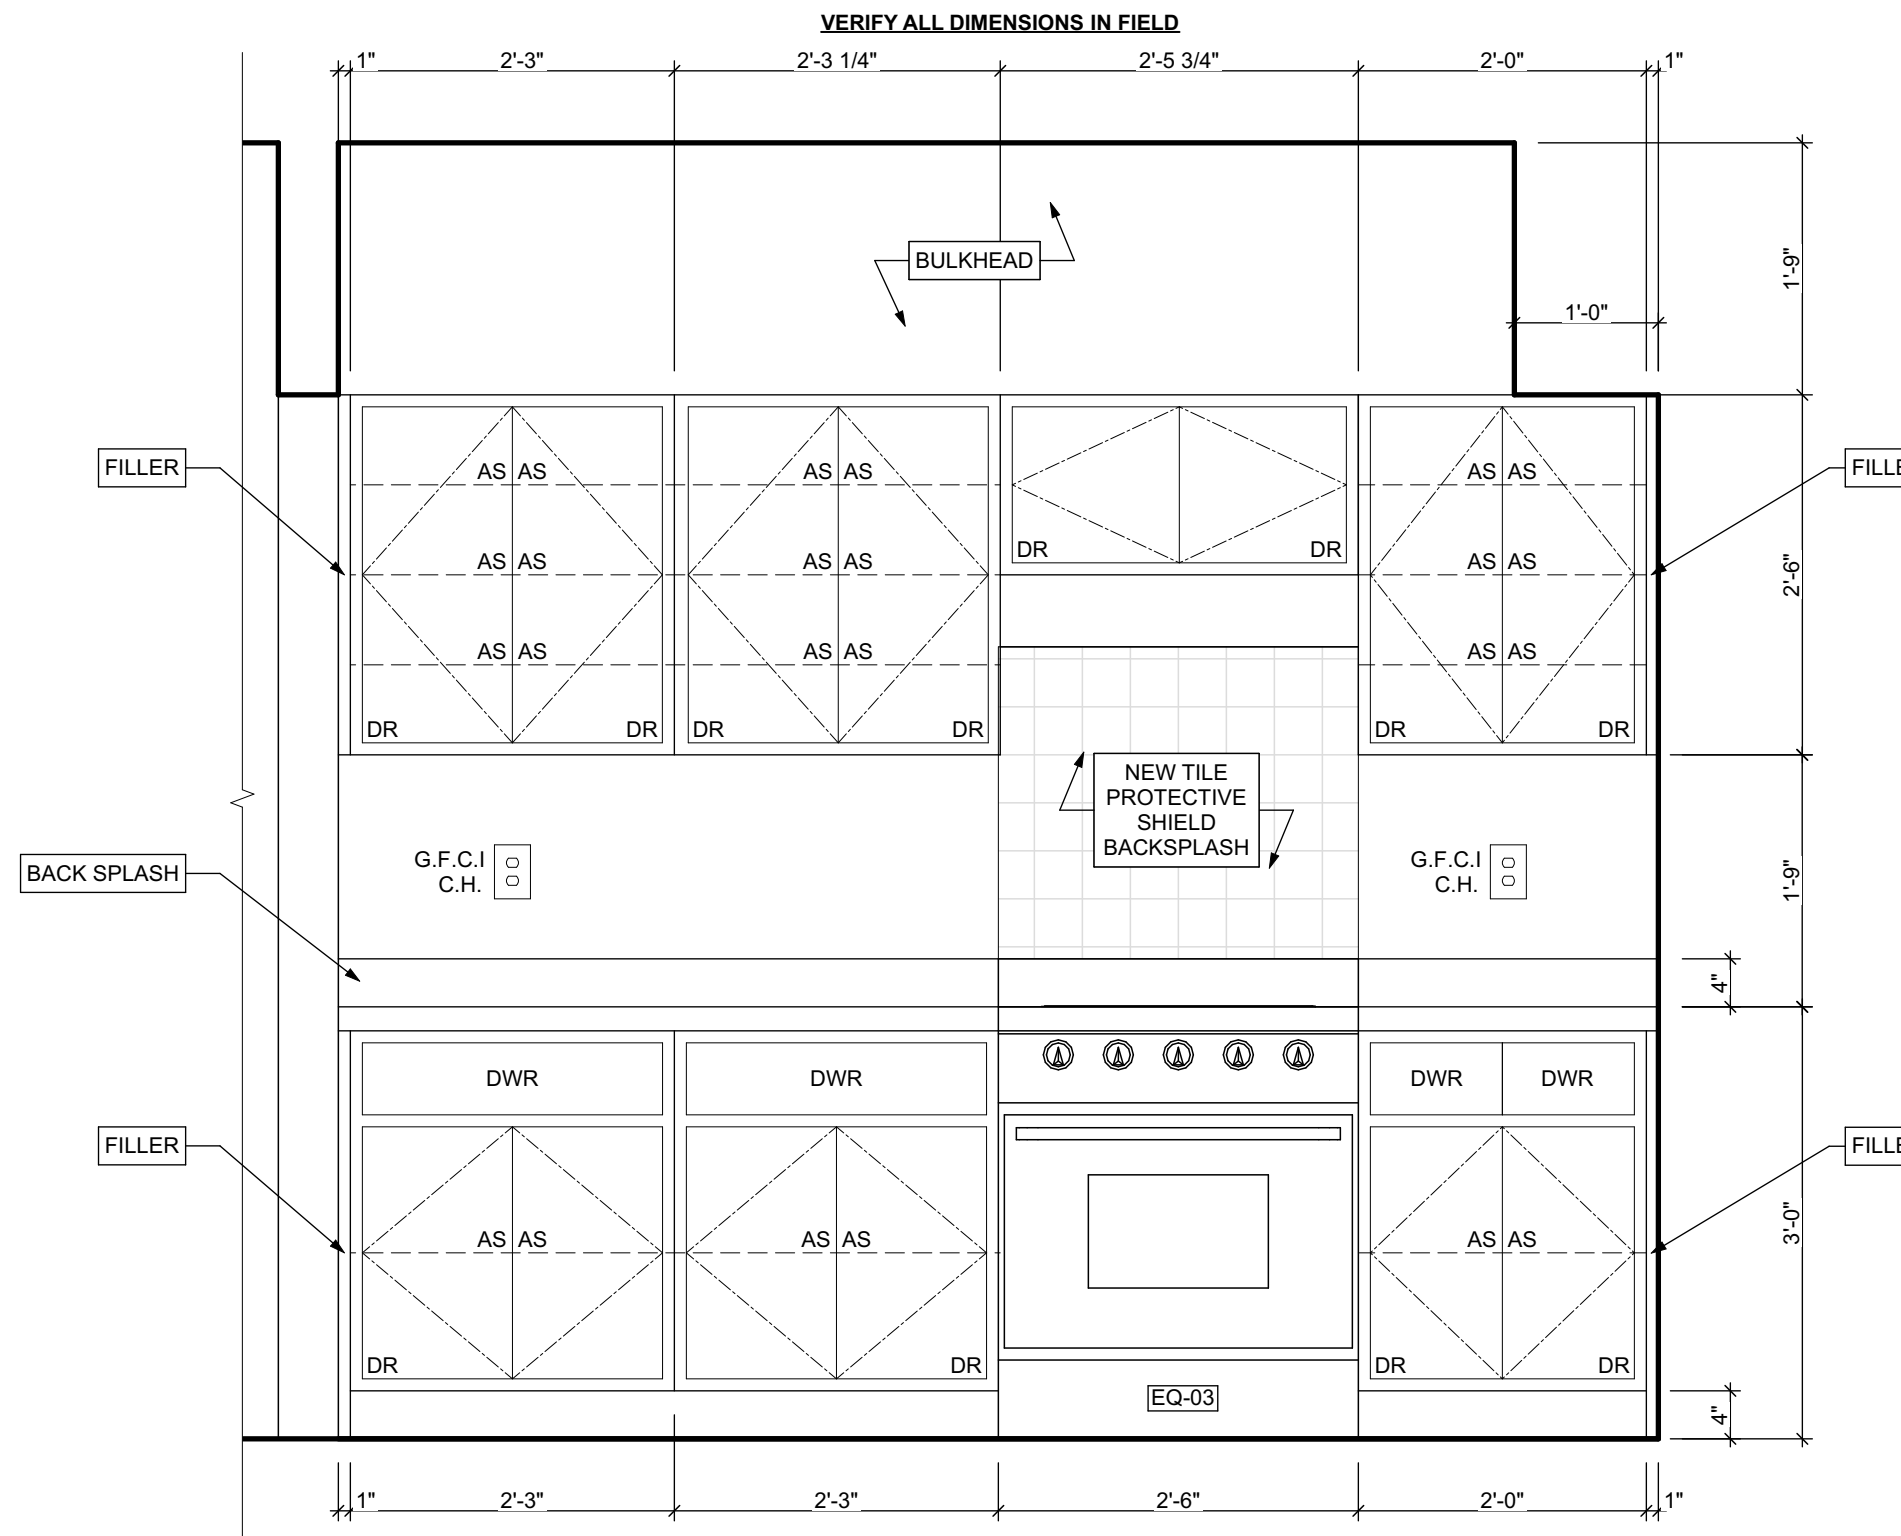 VERIFY ALL DIMENSIONS IN FIELD
1" 2'-3" 2'-3 1/4" 2'-5 3/4" 2'-0" 1"
BULKHEAD
1'-9"
1'-0"
FILLER
AS AS AS AS AS AS
DR DR
AS AS AS AS AS AS
2'-6"
AS AS AS AS AS AS
DR DR DR DR DR DR
NEW TILE
PROTECTIVE
SHIELD
BACKSPLASH
BACK SPLASH
G.F.C.I
C.H.
G.F.C.I
C.H.
1'-9"
4"
DWR DWR DWR DWR
FILLER
AS AS AS AS AS AS
3'-0"
DR DR DR DR
EQ-03
4"
1" 2'-3" 2'-3" 2'-6" 2'-0" 1"